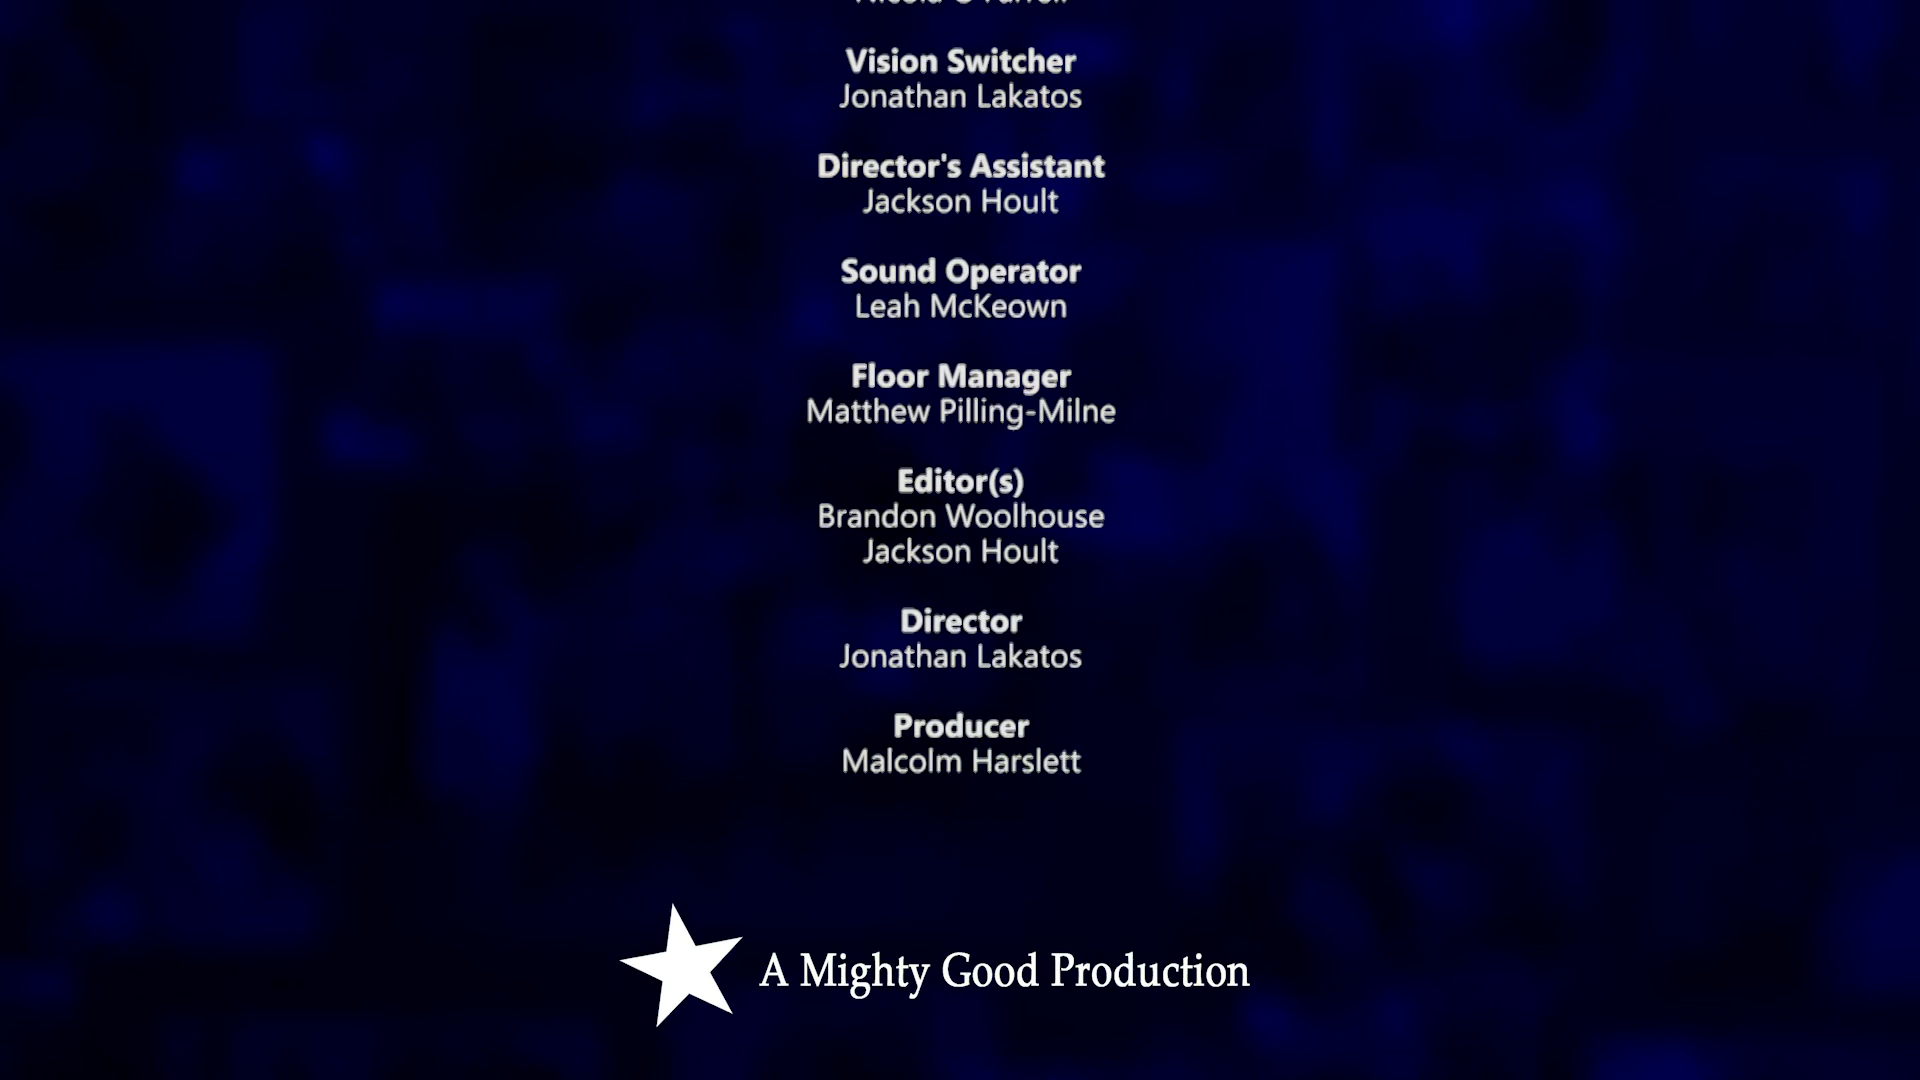 Vision Switcher
Jonathan Lakatos
Director's Assistant
Jackson Hoult
Sound Operator
Leah McKeown
Floor Manager
Matthew Pilling-Milne
Editor(s)
Brandon Woolhouse
Jackson Hoult
Director
Jonathan Lakatos
Producer
Malcolm Harslett
A Mighty Good Production